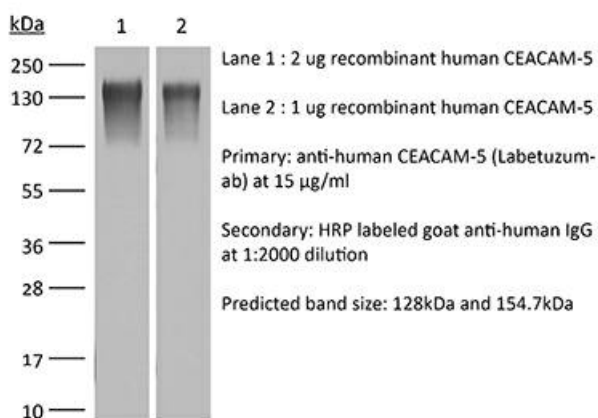 kDa
1 2
250
130
72
55
36
28
17
10
Lane 1 : 2 ug recombinant human CEACAM-5
Lane 2 : 1 ug recombinant human CEACAM-5
Primary: anti-human CEACAM-5 (Labetuzum-
ab) at 15 µg/ml
Secondary: HRP labeled goat anti-human IgG
at 1:2000 dilution
Predicted band size: 128kDa and 154.7kDa